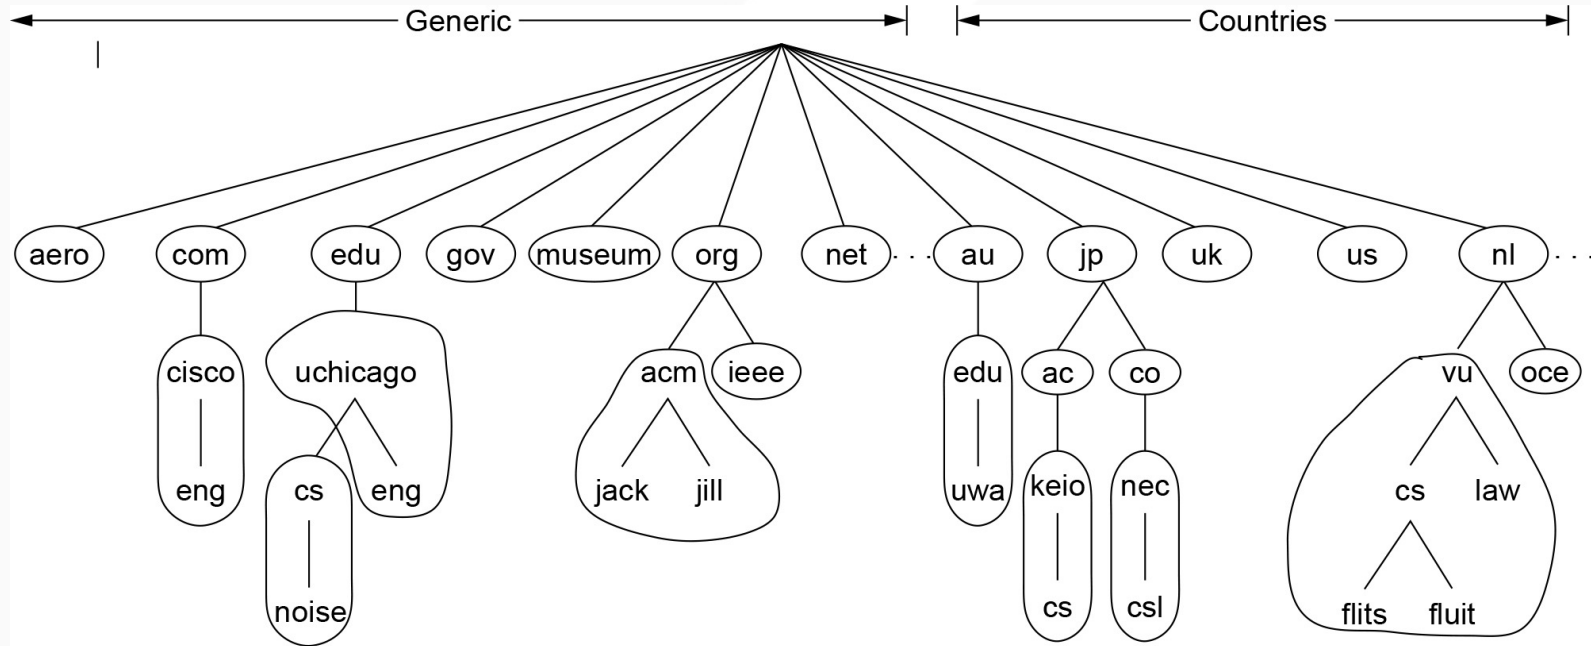 Generic Countries
aero com edu gov museum org net . . . au jp uk us nl . . .
cisco uchicago acm ieee edu ac co vu oce
eng cs eng jack jill uwa keio nec cs law
noise cs csl flits fluit